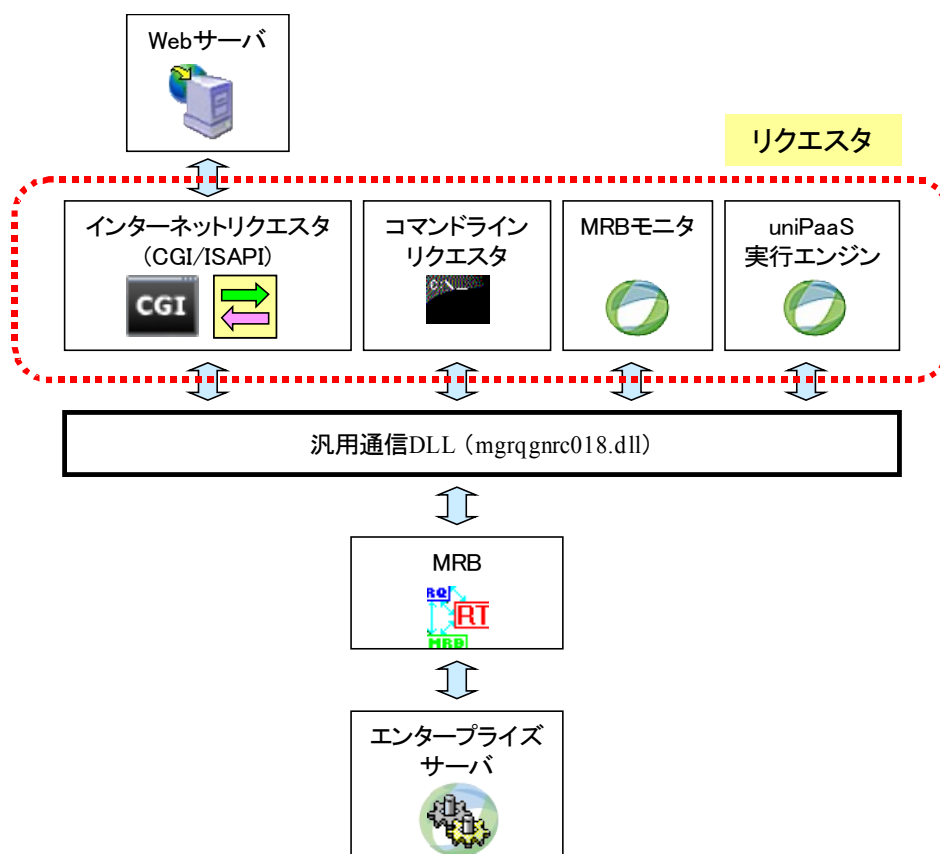 Webサーバ
リクエスタ
インターネットリクエスタ
(CGI/ISAPI)
CGI
コマンドライン
リクエスタ
C:\_
MRBモニタ
uniPaaS
実行エンジン
汎用通信DLL（mgrqgnrc018.dll）
MRB
RQ
RT
MRB
エンタープライズ
サーバ